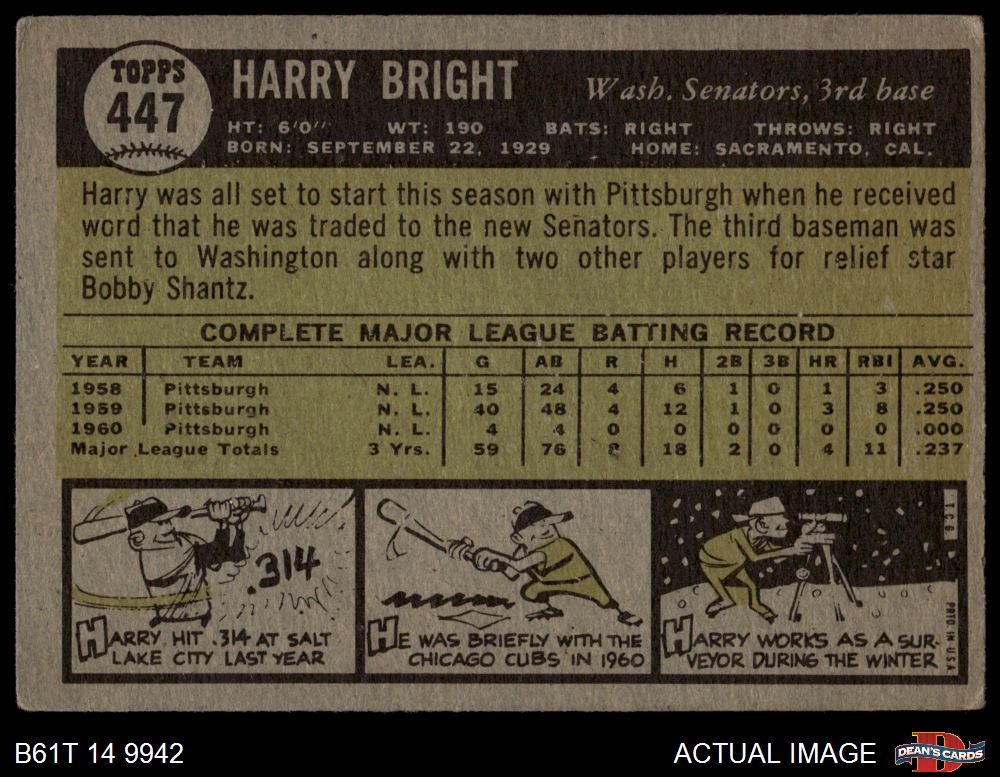 TOPPS
447
HARRY BRIGHT
Wash. Senators, 3rd base
HT: 6'0" WT: 190 BATS: RIGHT THROWS: RIGHT
BORN: SEPTEMBER 22, 1929 HOME: SACRAMENTO, CAL.
Harry was all set to start this season with Pittsburgh when he received
word that he was traded to the new Senators. The third baseman was
sent to Washington along with two other players for relief star
Bobby Shantz.
COMPLETE MAJOR LEAGUE BATTING RECORD
YEAR TEAM LEA. G AB R H 2B 3B HR RBI AVG.
1958 Pittsburgh N. L. 15 24 4 6 1 0 1 3 .250
1959 Pittsburgh N. L. 40 48 4 12 1 0 3 8 .250
1960 Pittsburgh N. L. 4 4 0 0 0 0 0 0 .000
Major League Totals 3 Yrs. 59 76 8 18 2 0 4 11 .237
.314
HARRY HIT .314 AT SALT
LAKE CITY LAST YEAR
HE WAS BRIEFLY WITH THE
CHICAGO CUBS IN 1960
HARRY WORKS AS A SUR-
VEYOR DURING THE WINTER
T.C.G.
PRTD. IN U.S.A.
B61T 14 9942
ACTUAL IMAGE
DEAN'S CARDS